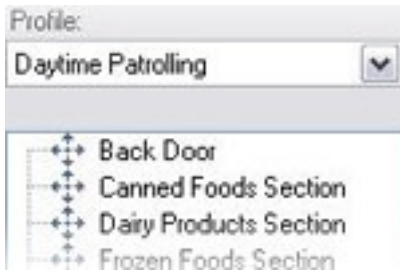 Profile:
Daytime Patrolling
Back Door
Canned Foods Section
Dairy Products Section
Frozen Foods Section